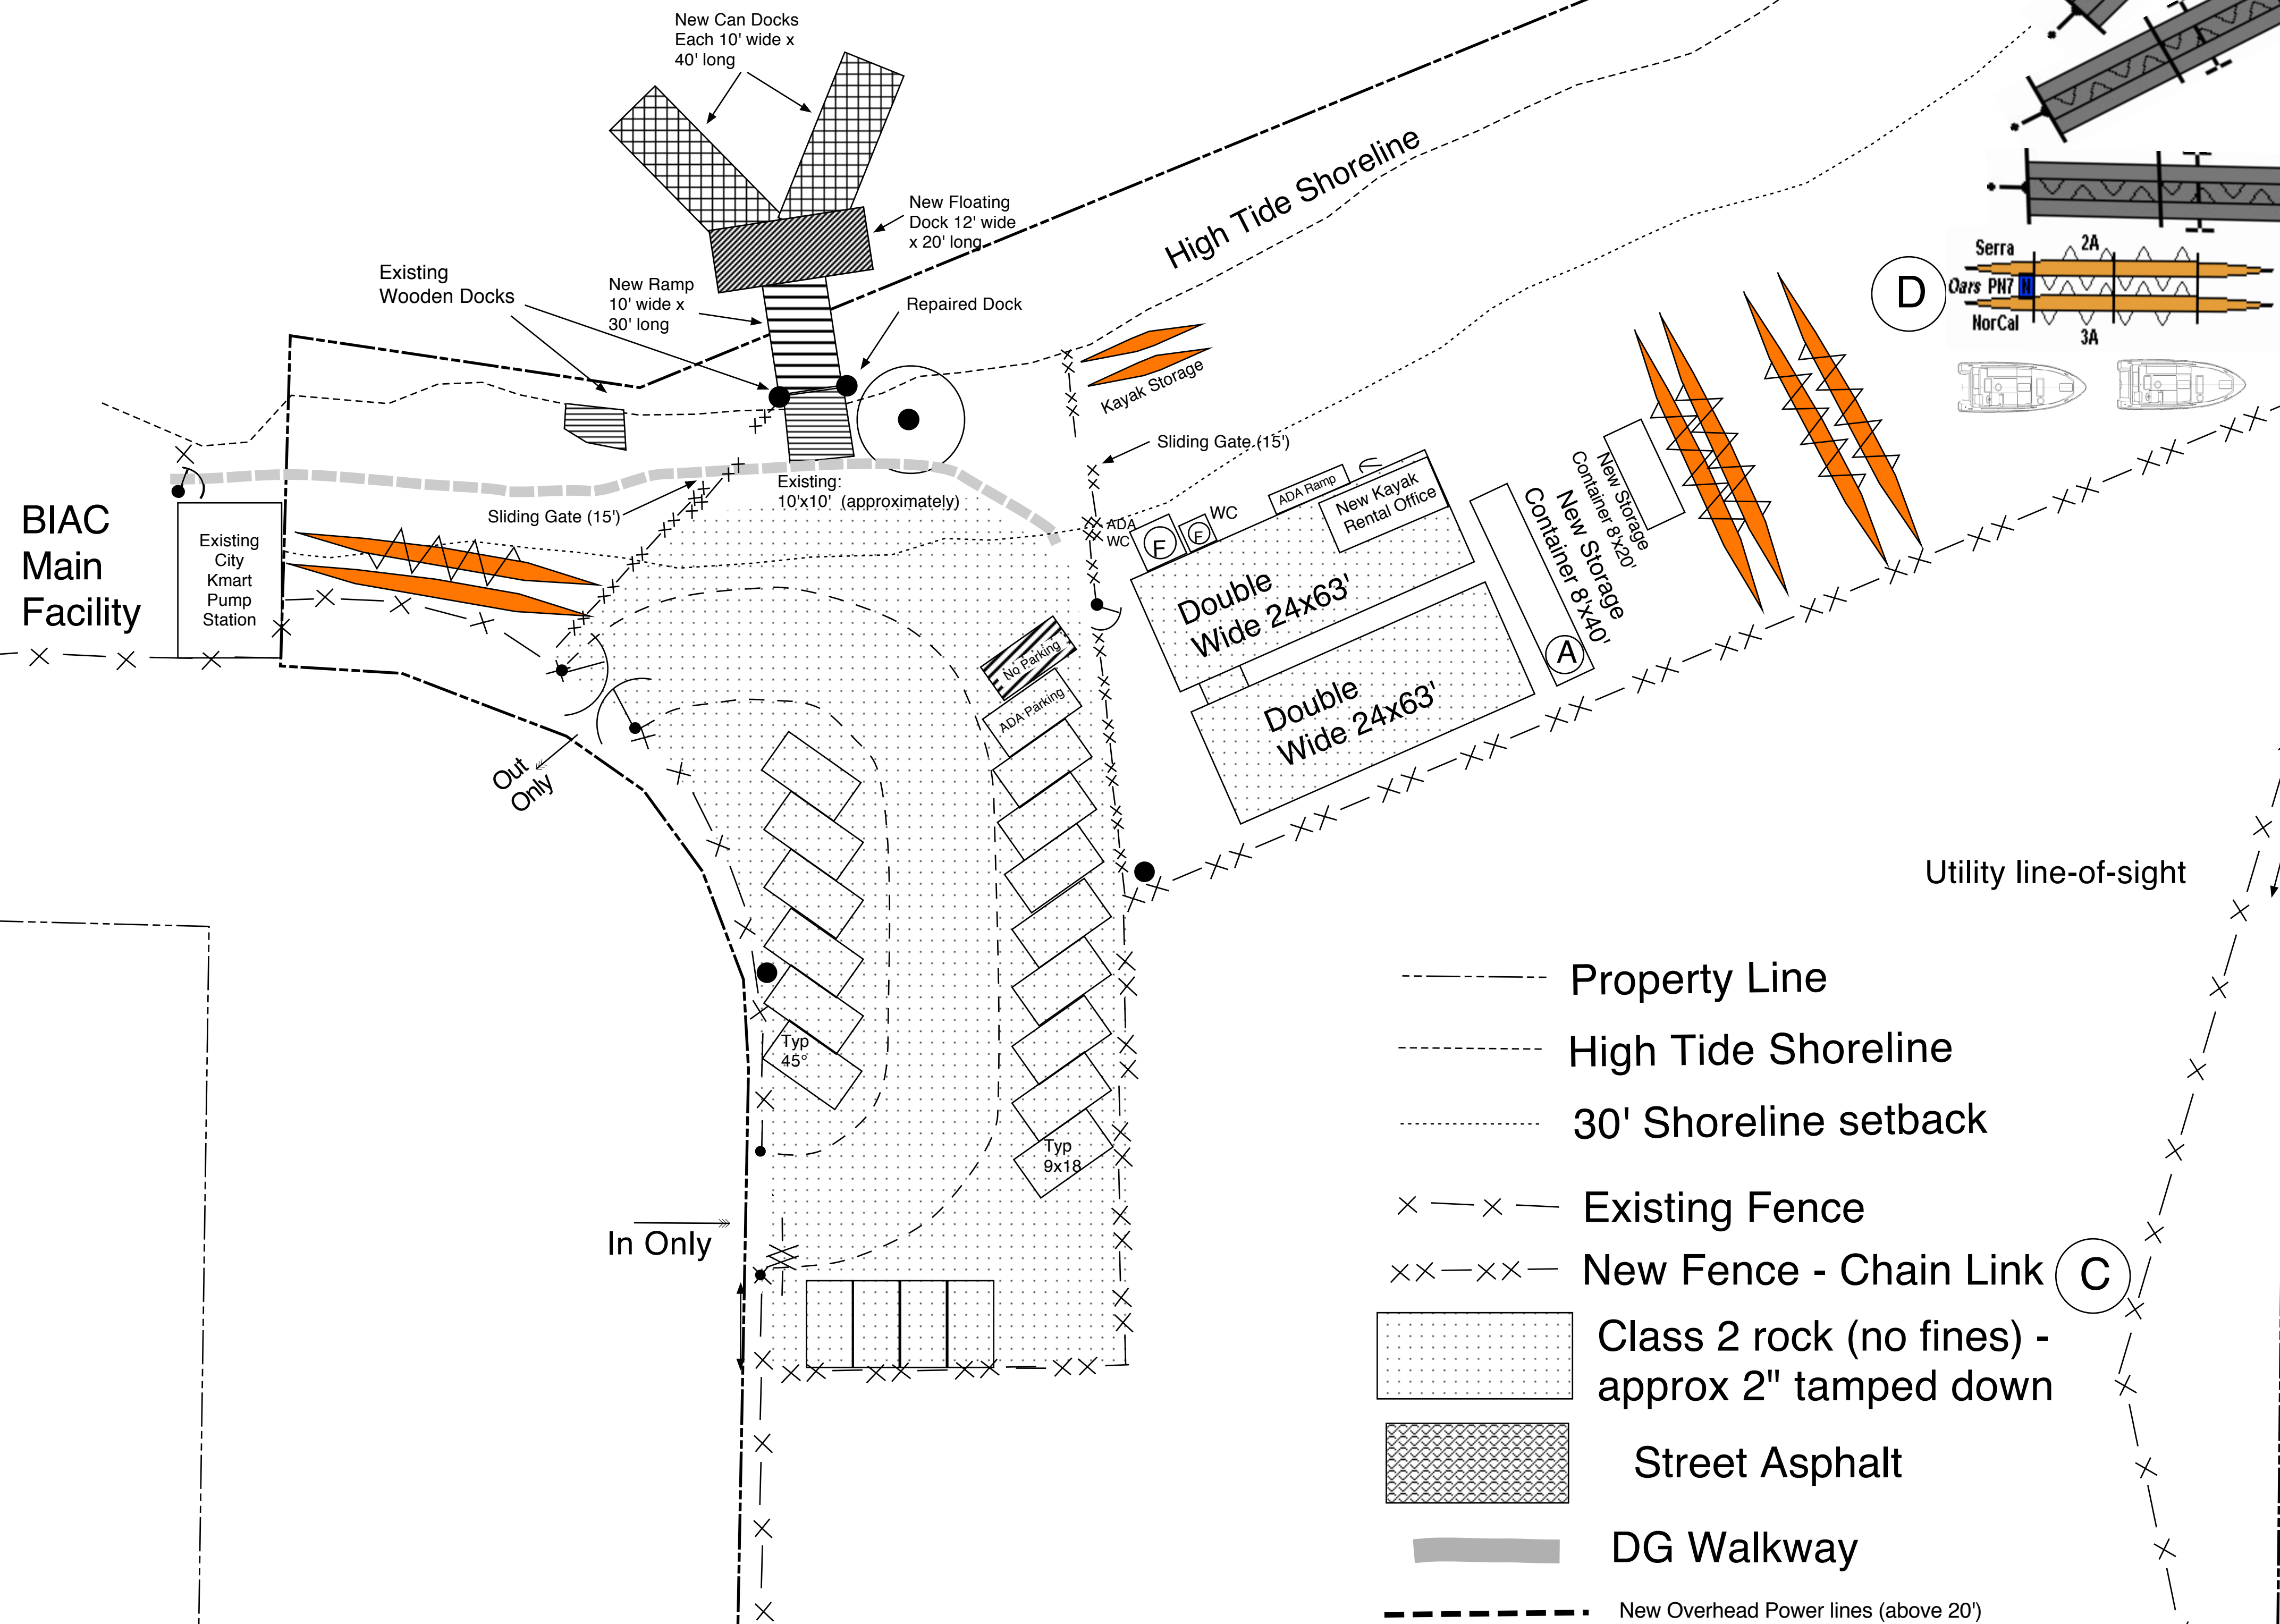 New Can Docks
Each 10' wide x
40' long
New Floating
Dock 12' wide
x 20' long
Existing
Wooden Docks
New Ramp
10' wide x
30' long
Repaired Dock
High Tide Shoreline
Kayak Storage
Sliding Gate (15')
Serra
2A
Oars PN7 N
NorCal
3A
D
Existing:
10'x10' (approximately)
Sliding Gate (15')
BIAC
Main
Facility
Existing
City
Kmart
Pump
Station
ADA
WC
F
F
WC
ADA Ramp
New Kayak
Rental Office
Double
Wide 24x63'
Double
Wide 24x63'
New Storage
Container 8'x40'
A
New Storage
Container 8'x20'
No Parking
ADA Parking
Out
Only
Typ
45°
Typ
9x18
In Only
Utility line-of-sight
Property Line
High Tide Shoreline
30' Shoreline setback
Existing Fence
New Fence - Chain Link
C
Class 2 rock (no fines) -
approx 2" tamped down
Street Asphalt
DG Walkway
New Overhead Power lines (above 20')